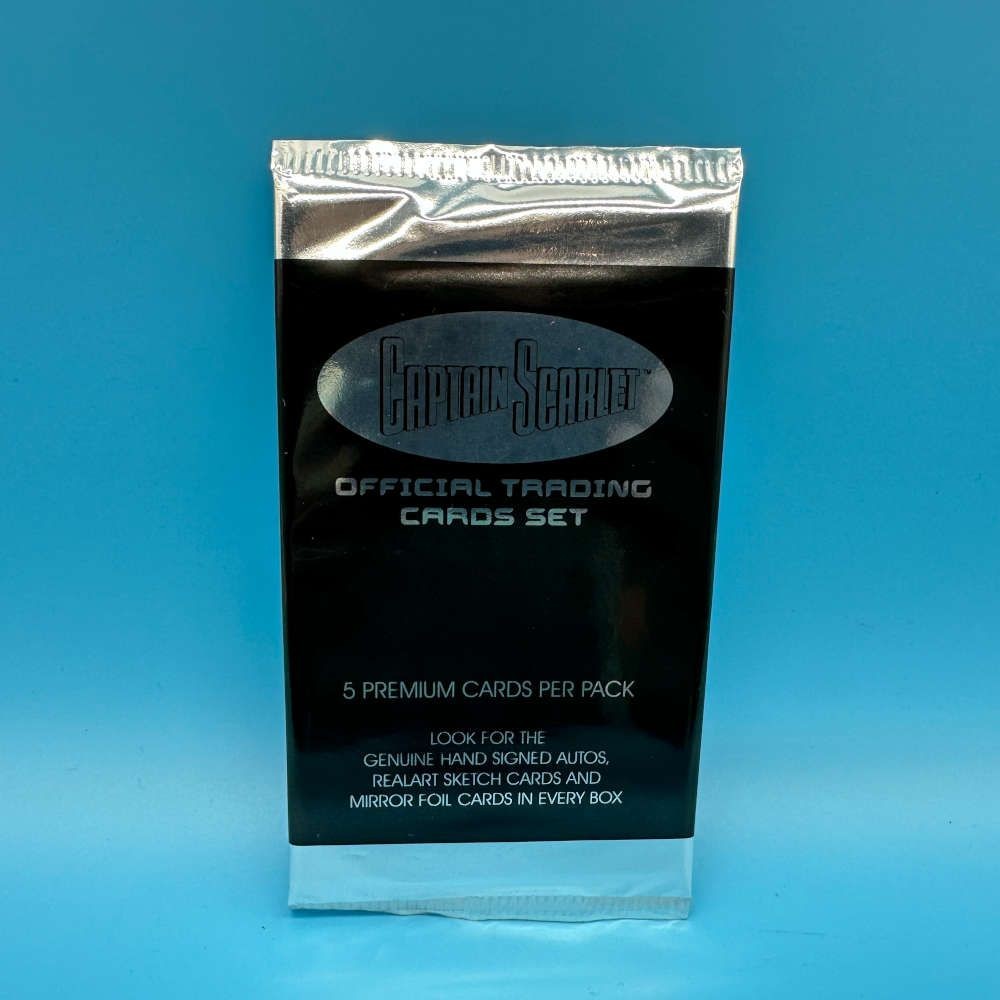 CAPTAIN SCARLET™
OFFICIAL TRADING
CARDS SET
5 PREMIUM CARDS PER PACK
LOOK FOR THE
GENUINE HAND SIGNED AUTOS,
REALART SKETCH CARDS AND
MIRROR FOIL CARDS IN EVERY BOX